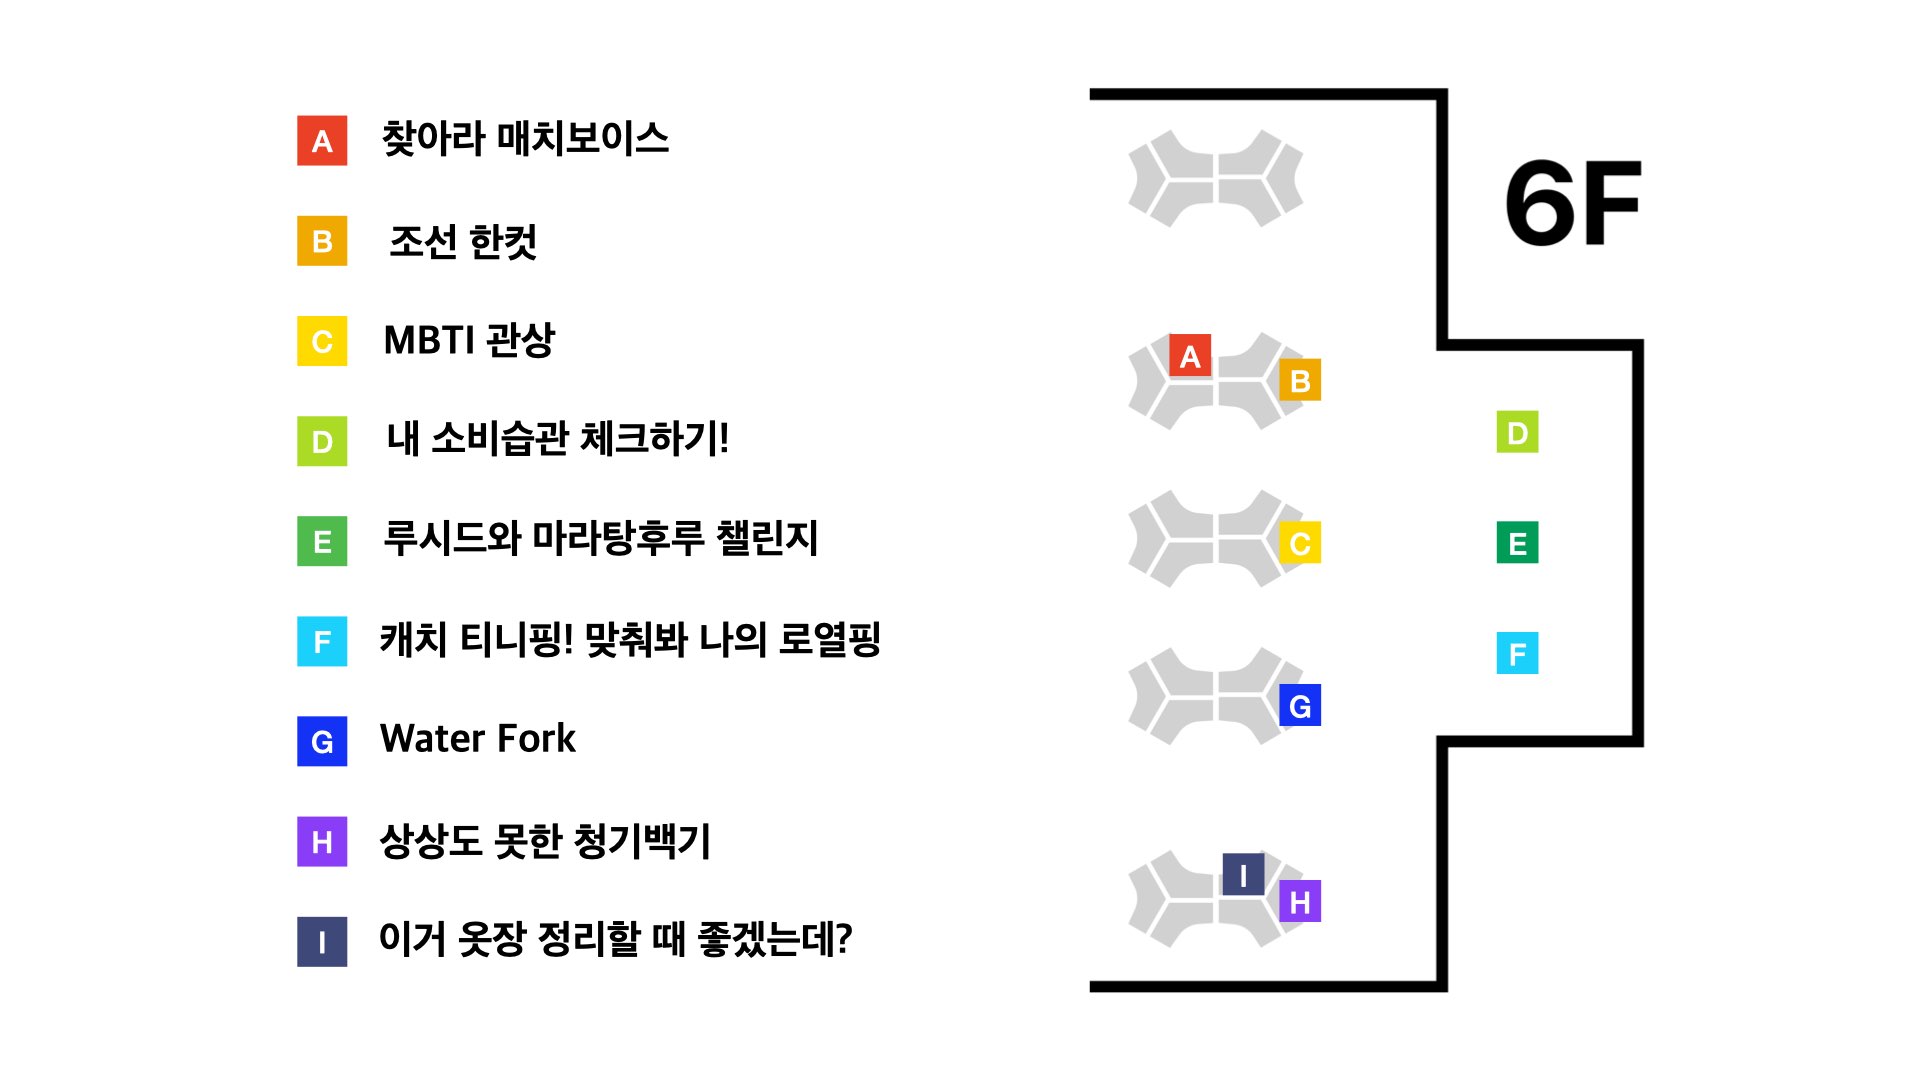 A 찾아라 매치보이스
B 조선 한컷
C MBTI 관상
D 내 소비습관 체크하기!
E 루시드와 마라탕후루 챌린지
F 캐치 티니핑! 맞춰봐 나의 로열핑
G Water Fork
H 상상도 못한 청기백기
I 이거 옷장 정리할 때 좋겠는데?
6F
A
B
D
C
E
F
G
I
H